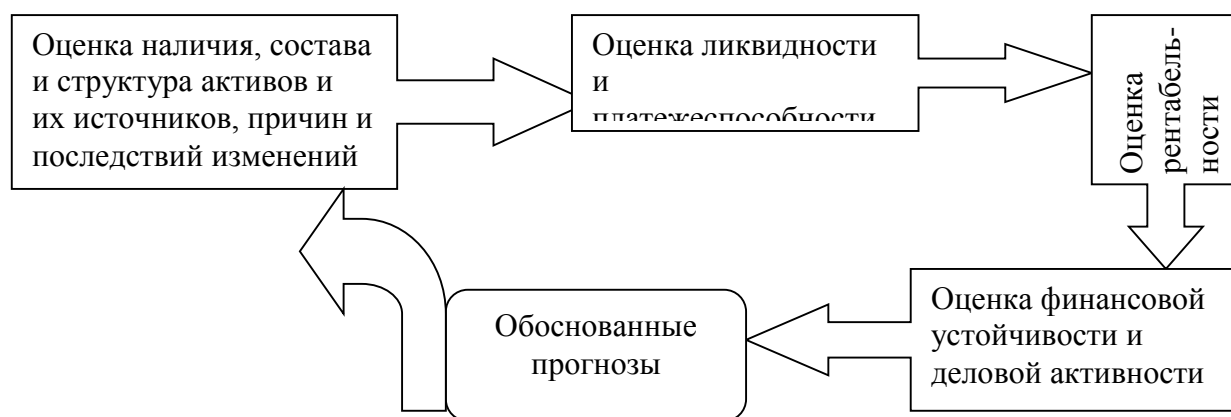 Оценка наличия, состава
и структура активов и
их источников, причин и
последствий изменений
Оценка ликвидности
и
платежеспособности
Оценка
рентабель-
ности
Оценка финансовой
устойчивости и
деловой активности
Обоснованные
прогнозы